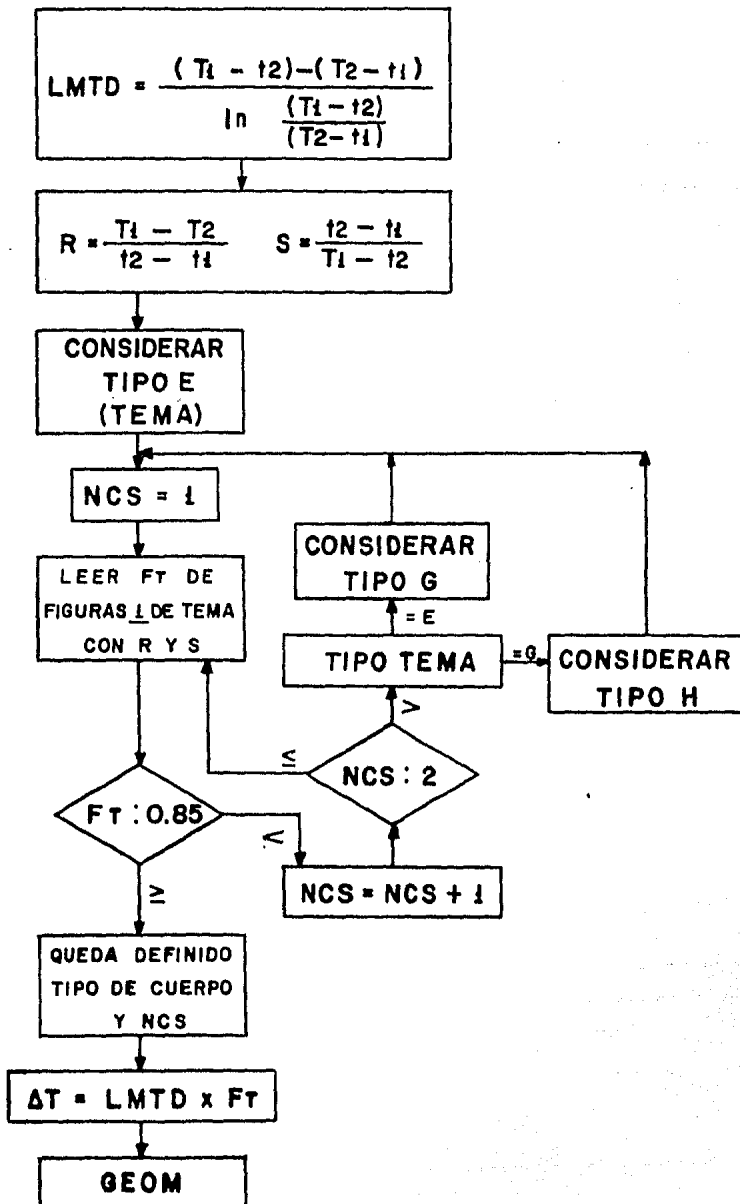 LMTD = (T1 - t2)-(T2-t1)
ln (T1-t2)
(T2-t1)
R = T1 - T2
t2 - t1
S = t2 - t1
T1 - t2
CONSIDERAR
TIPO E
(TEMA)
NCS = 1
LEER FT DE
FIGURAS 1 DE TEMA
CON R Y S
FT : 0.85
<
≥
NCS = NCS + 1
NCS : 2
≤
>
TIPO TEMA
= E
CONSIDERAR
TIPO G
=G
CONSIDERAR
TIPO H
QUEDA DEFINIDO
TIPO DE CUERPO
Y NCS
ΔT = LMTD x FT
GEOM